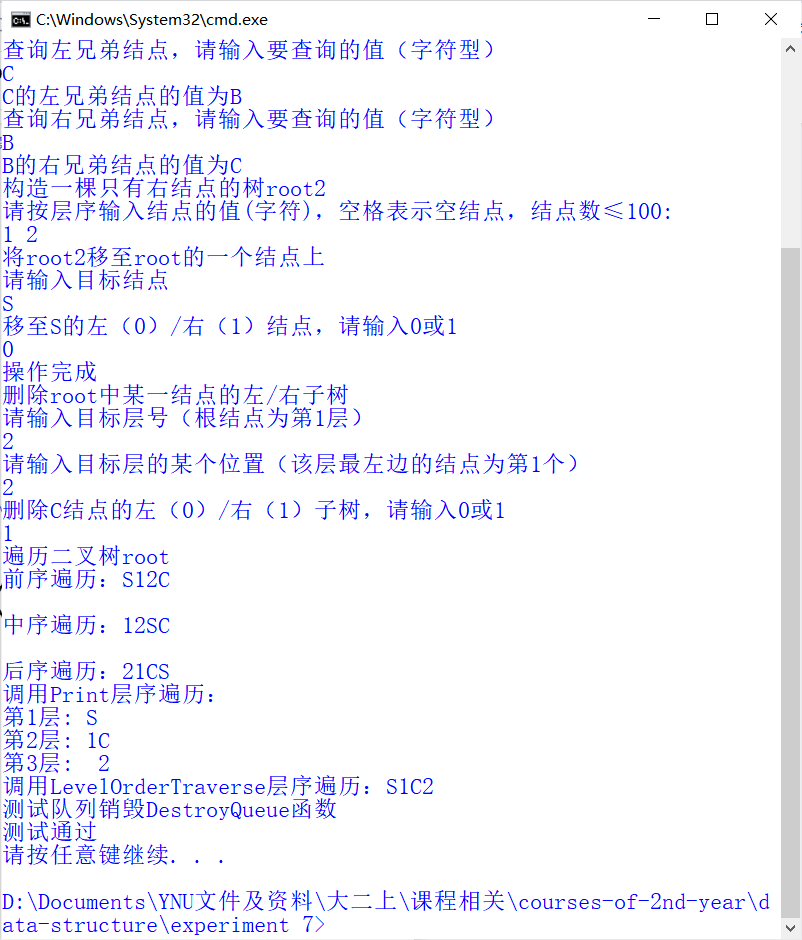 C:\Windows\System32\cmd.exe
查询左兄弟结点，请输入要查询的值（字符型）
C
C的左兄弟结点的值为B
查询右兄弟结点，请输入要查询的值（字符型）
B
B的右兄弟结点的值为C
构造一棵只有右结点的树root2
请按层序输入结点的值(字符)，空格表示空结点，结点数≤100:
1 2
将root2移至root的一个结点上
请输入目标结点
S
移至S的左（0）/右（1）结点，请输入0或1
0
操作完成
删除root中某一结点的左/右子树
请输入目标层号（根结点为第1层）
2
请输入目标层的某个位置（该层最左边的结点为第1个）
2
删除C结点的左（0）/右（1）子树，请输入0或1
1
遍历二叉树root
前序遍历：S12C
中序遍历：12SC
后序遍历：21CS
调用Print层序遍历：
第1层: S
第2层: 1C
第3层:  2
调用LevelOrderTraverse层序遍历：S1C2
测试队列销毁DestroyQueue函数
测试通过
请按任意键继续. . .
D:\Documents\YNU文件及资料\大二上\课程相关\courses-of-2nd-year\d
ata-structure\experiment 7>